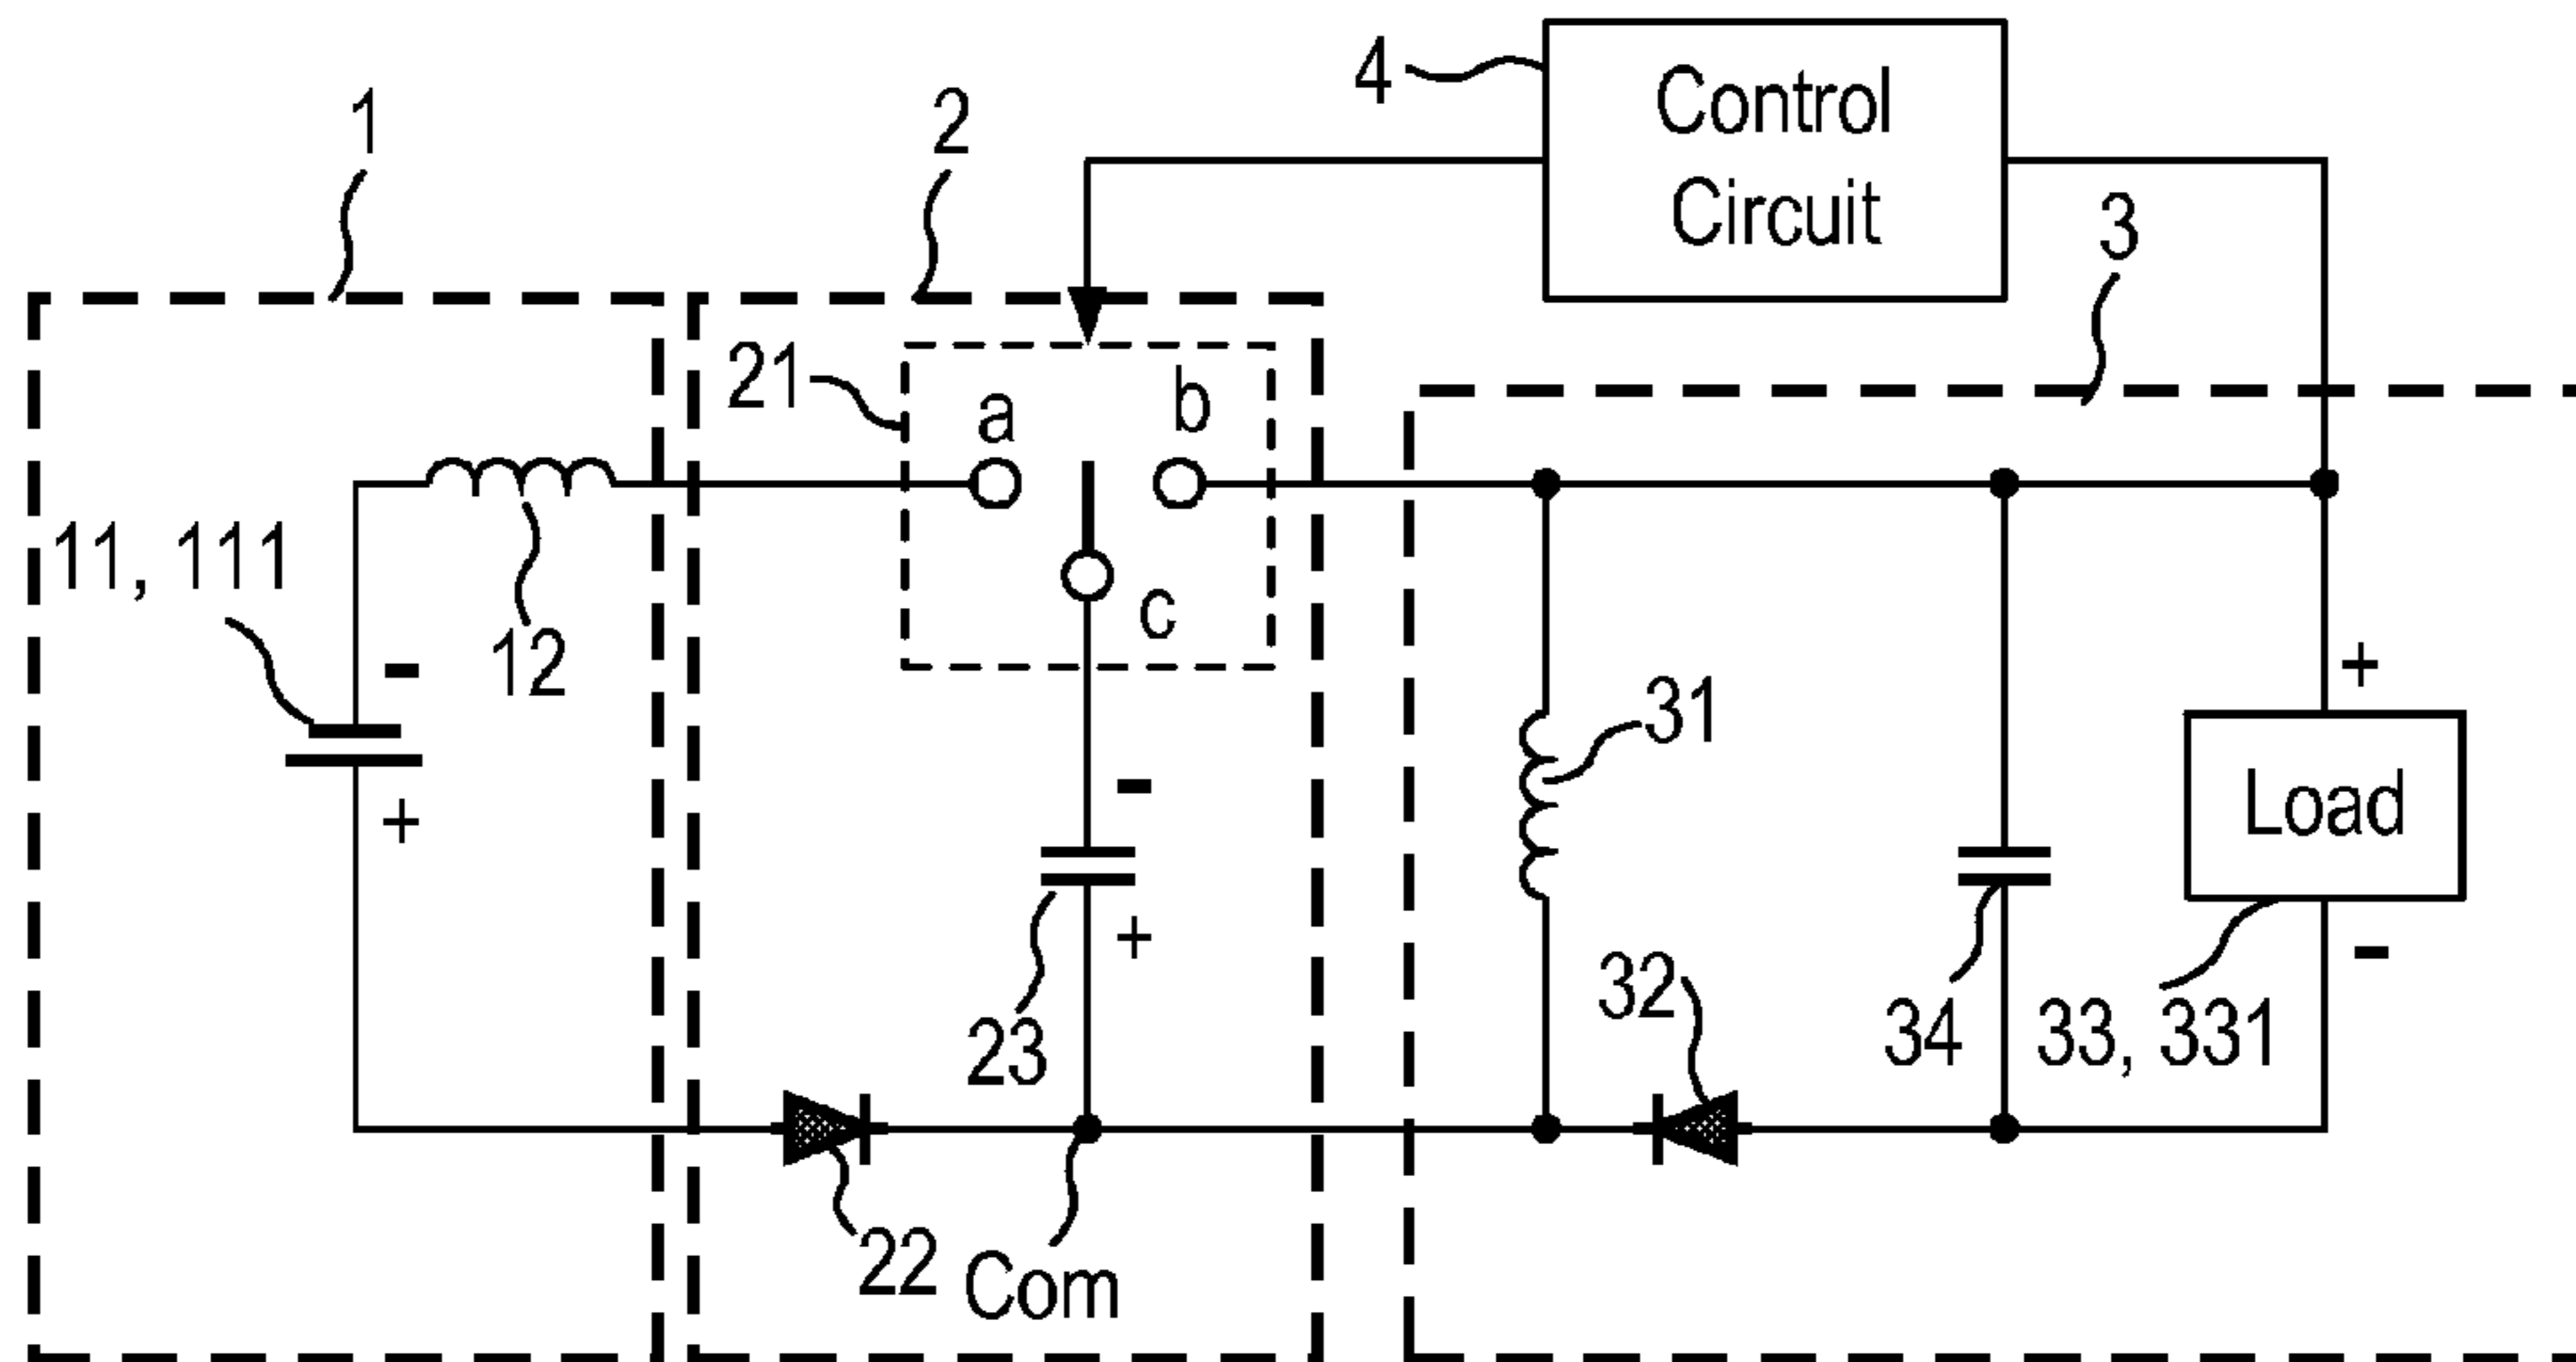 1
2
4
Control
Circuit
3
21
a
b
c
11, 111
12
-
+
-
+
23
22
Com
31
32
34
33, 331
+
Load
-